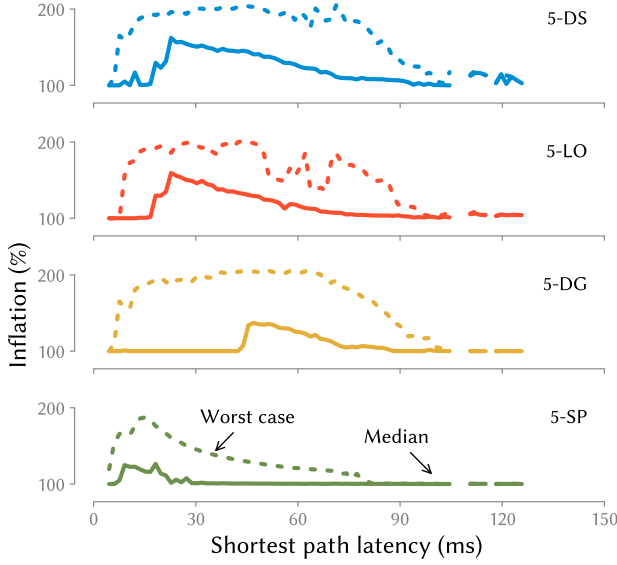 5-DS
200
100
5-LO
200
100
5-DG
200
100
5-SP
200
100
Worst case
Median
0 30 60 90 120 150
Shortest path latency (ms)
Inflation (%)